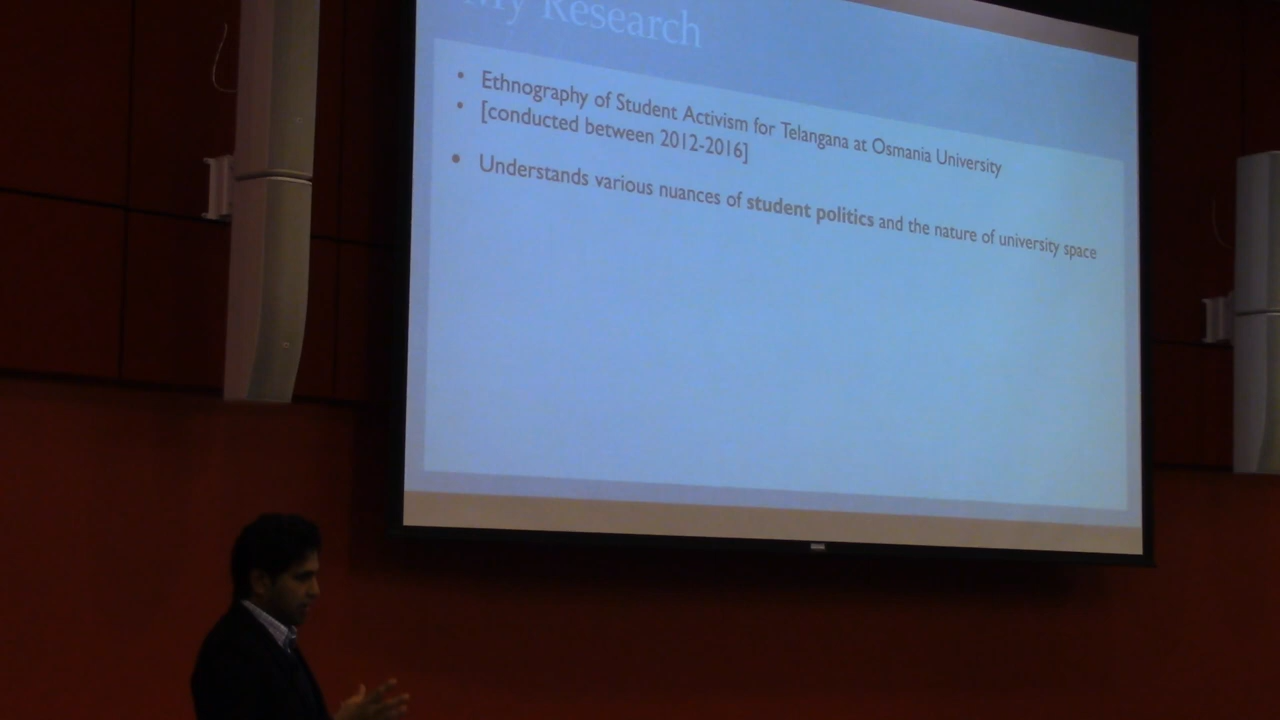 My Research
• Ethnography of Student Activism for Telangana at Osmania University
• [conducted between 2012-2016]
• Understands various nuances of student politics and the nature of university space